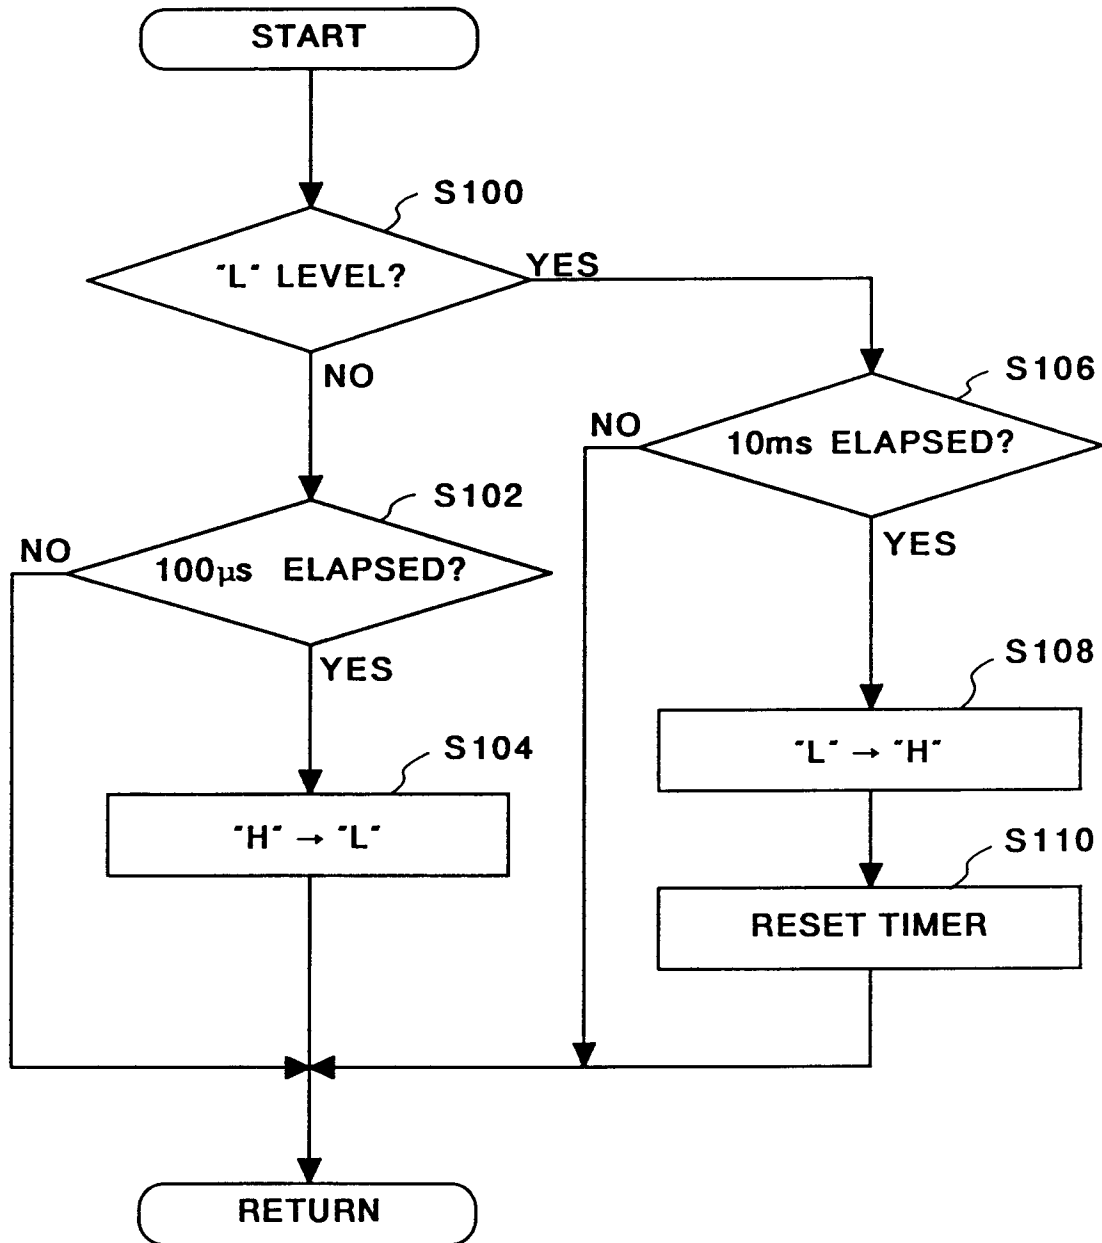 START
S100
"L" LEVEL?
YES
NO
S106
NO
10ms ELAPSED?
YES
S102
NO
100µs ELAPSED?
YES
S108
"L" → "H"
S104
"H" → "L"
S110
RESET TIMER
RETURN